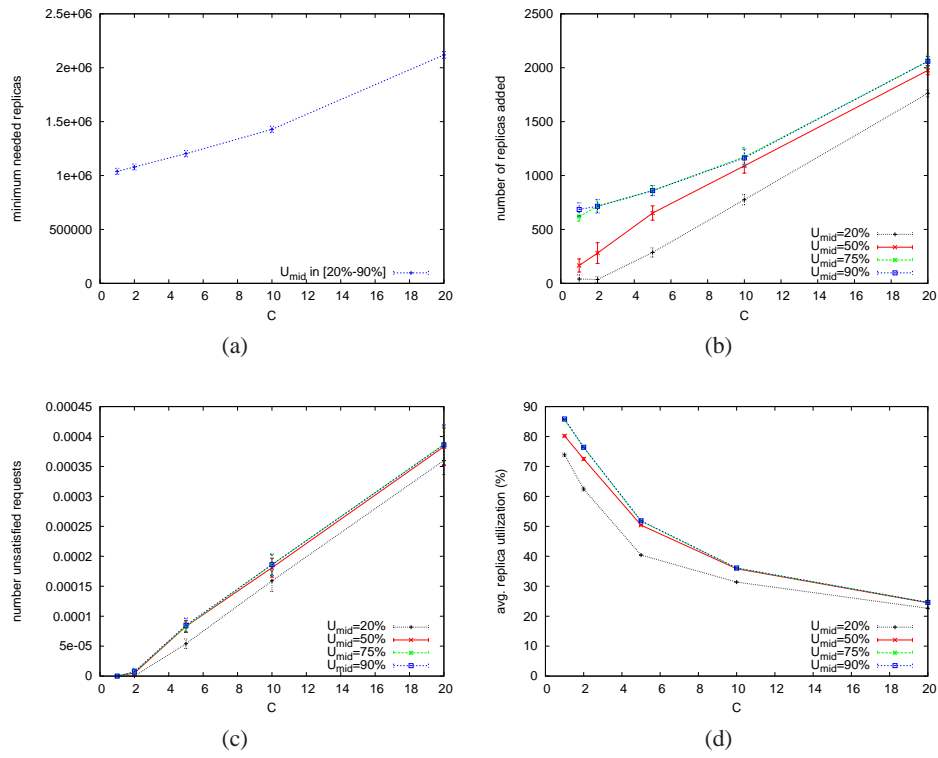 2.5e+06
2e+06
1.5e+06
1e+06
500000
0
minimum needed replicas
U_mid in [20%-90%]
0 2 4 6 8 10 12 14 16 18 20
C
(a)
2500
2000
1500
1000
500
0
number of replicas added
U_mid=20%
U_mid=50%
U_mid=75%
U_mid=90%
0 2 4 6 8 10 12 14 16 18 20
C
(b)
0.00045
0.0004
0.00035
0.0003
0.00025
0.0002
0.00015
0.0001
5e-05
0
number unsatisfied requests
U_mid=20%
U_mid=50%
U_mid=75%
U_mid=90%
0 2 4 6 8 10 12 14 16 18 20
C
(c)
90
80
70
60
50
40
30
20
10
0
avg. replica utilization (%)
U_mid=20%
U_mid=50%
U_mid=75%
U_mid=90%
0 2 4 6 8 10 12 14 16 18 20
C
(d)